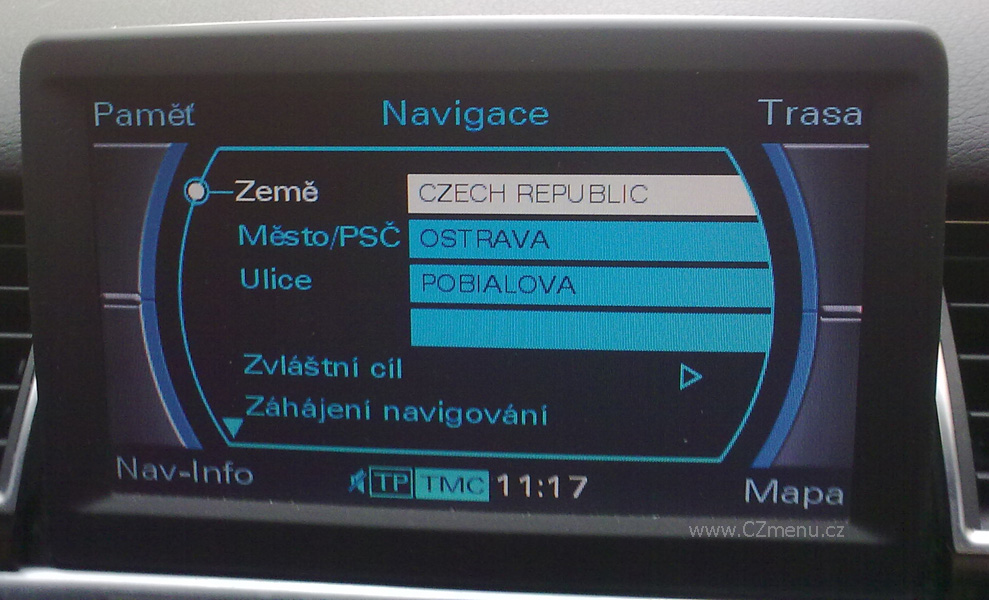 Paměť Navigace Trasa
Země CZECH REPUBLIC
Město/PSČ OSTRAVA
Ulice POBIALOVA
Zvláštní cíl
Záhájení navigování
Nav-Info TP TMC 11:17 Mapa
www.CZmenu.cz